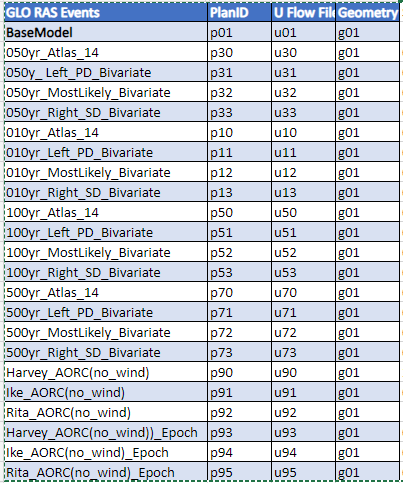 GLO RAS Events PlanID U Flow File Geometry
BaseModel p01 u01 g01
050yr_Atlas_14 p30 u30 g01
050y_ Left_PD_Bivariate p31 u31 g01
050yr_MostLikely_Bivariate p32 u32 g01
050yr_Right_SD_Bivariate p33 u33 g01
010yr_Atlas_14 p10 u10 g01
010yr_Left_PD_Bivariate p11 u11 g01
010yr_MostLikely_Bivariate p12 u12 g01
010yr_Right_SD_Bivariate p13 u13 g01
100yr_Atlas_14 p50 u50 g01
100yr_Left_PD_Bivariate p51 u51 g01
100yr_MostLikely_Bivariate p52 u52 g01
100yr_Right_SD_Bivariate p53 u53 g01
500yr_Atlas_14 p70 u70 g01
500yr_Left_PD_Bivariate p71 u71 g01
500yr_MostLikely_Bivariate p72 u72 g01
500yr_Right_SD_Bivariate p73 u73 g01
Harvey_AORC(no_wind) p90 u90 g01
Ike_AORC(no_wind) p91 u91 g01
Rita_AORC(no_wind) p92 u92 g01
Harvey_AORC(no_wind))_Epoch p93 u93 g01
Ike_AORC(no_wind)_Epoch p94 u94 g01
Rita_AORC(no_wind)_Epoch p95 u95 g01